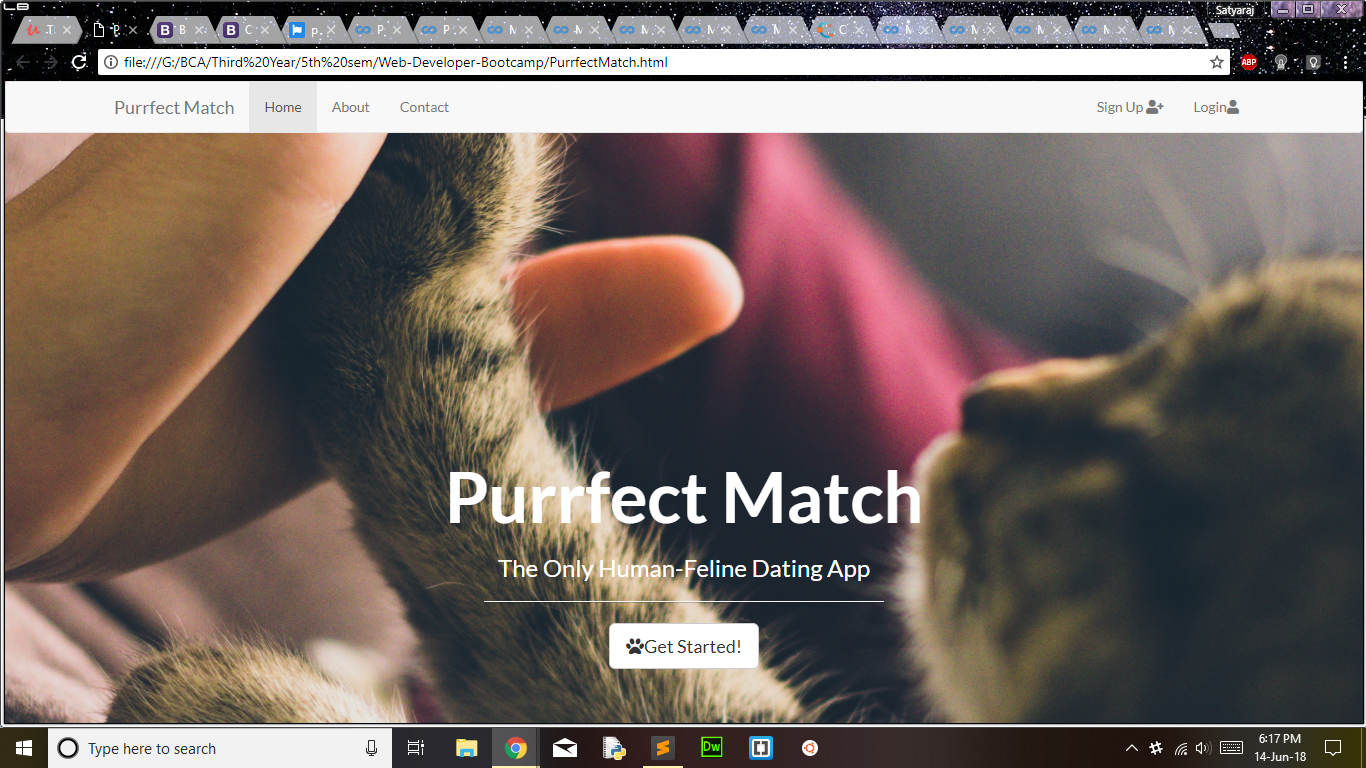 Satyaraj
file:///G:/BCA/Third%20Year/5th%20sem/Web-Developer-Bootcamp/PurrfectMatch.html
ABP
Purrfect Match
Home
About
Contact
Sign Up
Login
Purrfect Match
The Only Human-Feline Dating App
Get Started!
Type here to search
Dw
6:17 PM
14-Jun-18